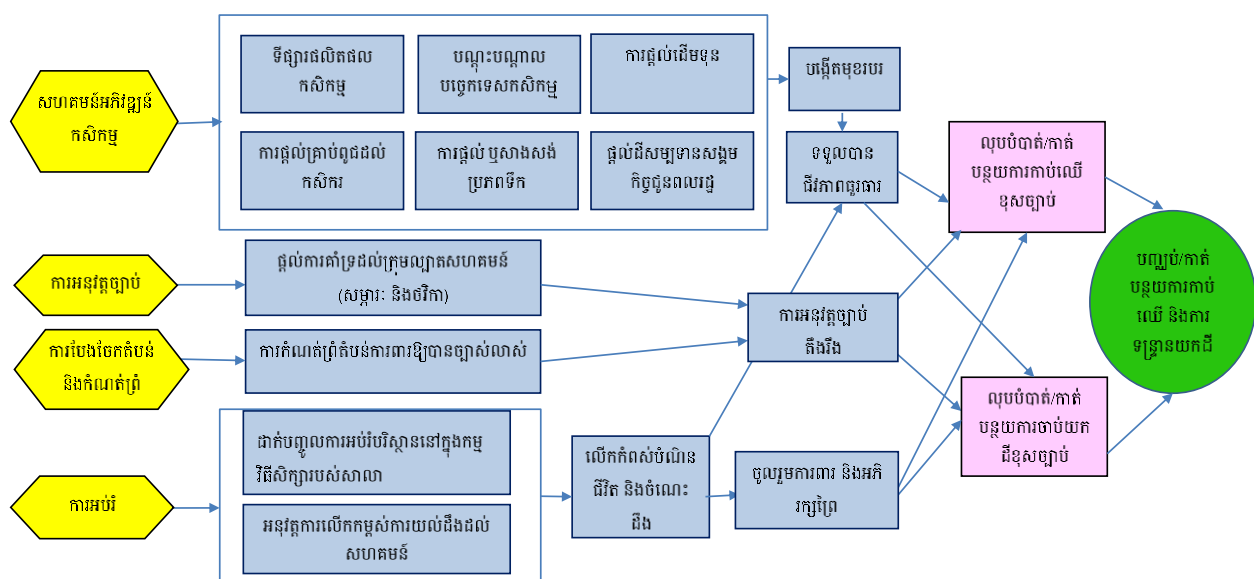 សហគមន៍អភិវឌ្ឍន៍
កសិកម្ម
ទីផ្សារផលិតផល
កសិកម្ម
បណ្តុះបណ្តាល
បច្ចេកទេសកសិកម្ម
ការផ្តល់ដើមទុន
ការផ្តល់គ្រាប់ពូជដល់
កសិករ
ការផ្តល់ ឬសាងសង់
ប្រភពទឹក
ផ្តល់ដីសម្បទានសង្គម
កិច្ចជូនពលរដ្ឋ
បង្កើតមុខរបរ
ទទួលបាន
ជីវភាពធូរធារ
លុបបំបាត់/កាត់
បន្ថយការកាប់ឈើ
ខុសច្បាប់
ការអនុវត្តច្បាប់
ផ្តល់ការគាំទ្រដល់ក្រុមល្បាតសហគមន៍
(សម្ភារៈ និងថវិកា)
ការបែងចែកតំបន់
និងកំណត់ព្រំ
ការកំណត់ព្រំតំបន់ការពារឱ្យបានច្បាស់លាស់
ការអនុវត្តច្បាប់
តឹងរឹង
បញ្ឈប់/កាត់
បន្ថយការកាប់
ឈើ និងការ
ទន្ទ្រានយកដី
លុបបំបាត់/កាត់
បន្ថយការចាប់យក
ដីខុសច្បាប់
ការអប់រំ
ដាក់បញ្ចូលការអប់រំបរិស្ថាននៅក្នុងកម្ម
វិធីសិក្សារបស់សាលា
អនុវត្តការលើកកម្ពស់ការយល់ដឹងដល់
សហគមន៍
លើកកំពស់បំណិន
ជីវិត និងចំណេះ
ដឹង
ចូលរួមការពារ និងអភិ
រក្សព្រៃ